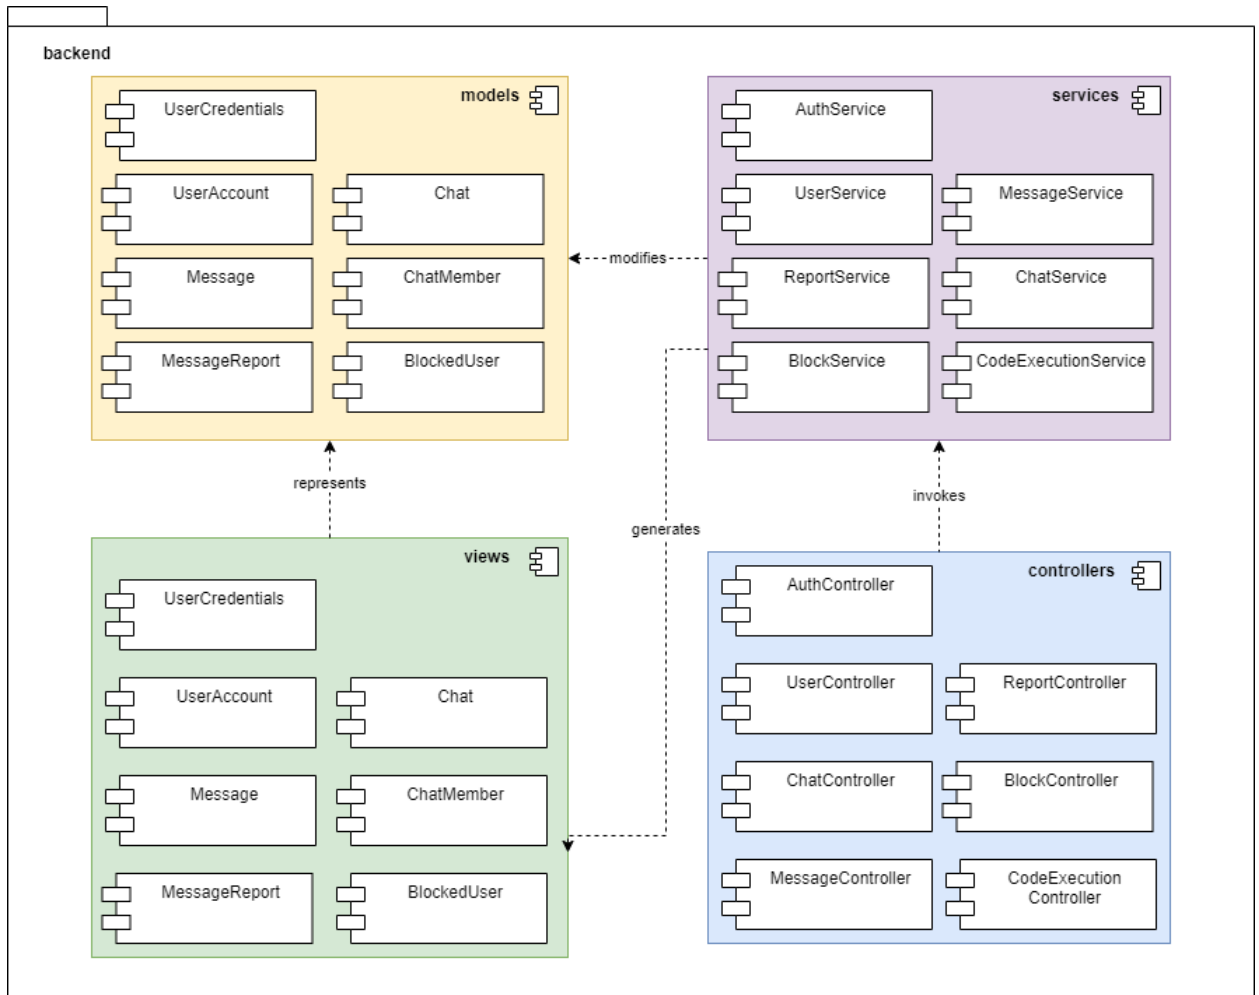 backend
models
UserCredentials
UserAccount
Chat
Message
ChatMember
MessageReport
BlockedUser
services
AuthService
UserService
MessageService
ReportService
ChatService
BlockService
CodeExecutionService
modifies
represents
generates
invokes
views
UserCredentials
UserAccount
Chat
Message
ChatMember
MessageReport
BlockedUser
controllers
AuthController
UserController
ReportController
ChatController
BlockController
MessageController
CodeExecution
Controller